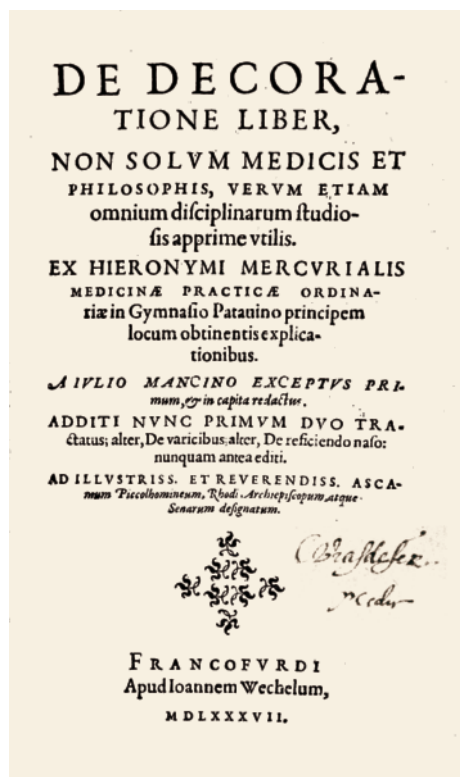 DE DECORA-
TIONE LIBER,
NON SOLVM MEDICIS ET
PHILOSOPHIS, VERVM ETIAM
omnium diſciplinarum ſtudio-
ſis apprime vtilis.
EX HIERONYMI MERCVRIALIS
MEDICINÆ PRACTICÆ ORDINA-
riæ in Gymnaſio Patauino principem
locum obtinentis explica-
tionibus.
A IVLIO MANCINO EXCEPTVS PRI-
mum, & in capita redactus.
ADDITI NVNC PRIMVM DVO TRA-
ctatus; alter, De varicibus, alter, De reficiendo naſo:
nunquam antea editi.
AD ILLVSTRISS. ET REVERENDISS. ASCA-
nium Piccolhomineum, Rhodi Archiepiſcopum, atque
Senarum deſignatum.
FRANCOFVRDI
Apud Ioannem Wechelum,
MDLXXXVII.